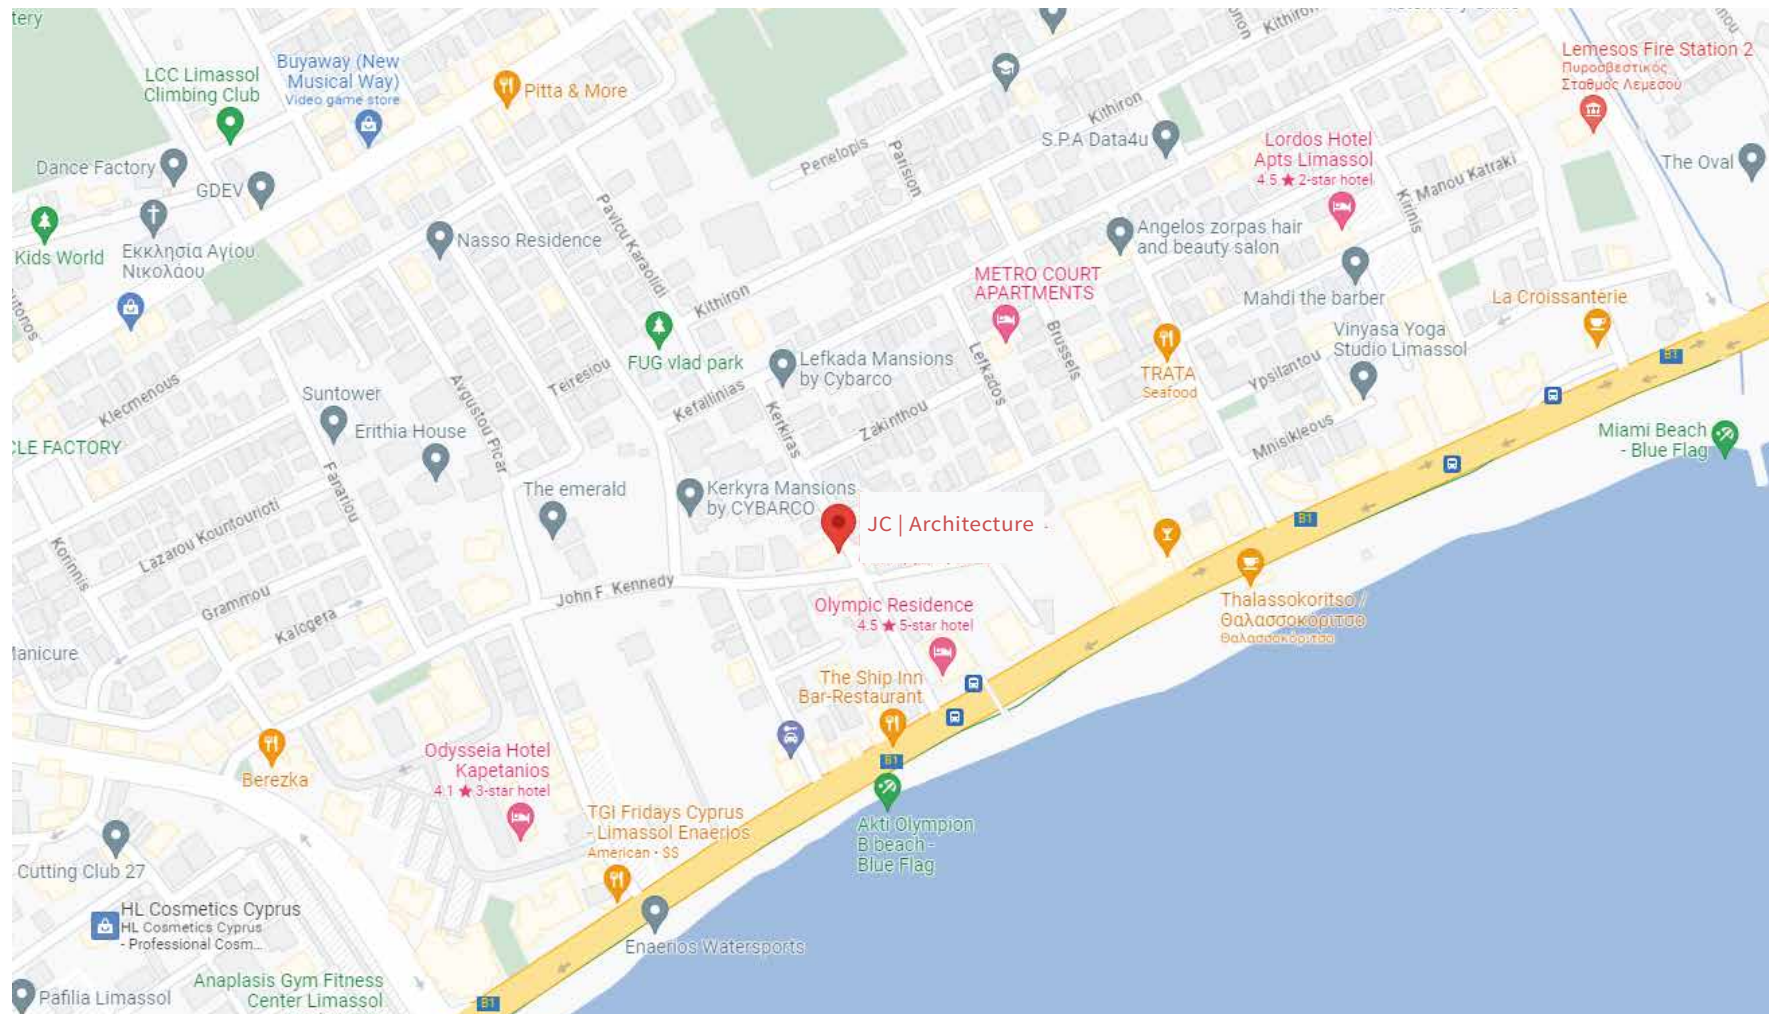 tery
Kithiron
Lemesos Fire Station 2
Πυροσβεστικός
Σταθμός Λεμεσού
Buyaway (New
Musical Way)
Video game store
LCC Limassol
Climbing Club
Pitta & More
Kithiron
S.P.A Data4u
Lordos Hotel
Apts Limassol
4.5 ★ 2-star hotel
Penelopis
Parision
Manou Katraki
Kirinis
The Oval
Dance Factory
GDEV
Kids World
Εκκλησία Αγίου
Νικολάου
Nasso Residence
Pavlou Karaolidi
Angelos zorpas hair
and beauty salon
METRO COURT
APARTMENTS
Mahdi the barber
La Croissanterie
Kithiron
FUG vlad park
Lefkada Mansions
by Cybarco
Lefkados
Brussels
TRATA
Seafood
Vinyasa Yoga
Studio Limassol
Ypsilantou
B1
Klecmenous
Suntower
Avgustou Picar
Teiresiou
Kefallinias
Kerkiras
Zakinthou
Mnisikleous
Miami Beach
- Blue Flag
CLE FACTORY
Erithia House
Fanariou
The emerald
Kerkyra Mansions
by CYBARCO
JC | Architecture
B1
Lazarou Kountourioti
Korinnis
Grammou
Kalogera
John F. Kennedy
Olympic Residence
4.5 ★ 5-star hotel
Thalassokoritso /
Θαλασσοκόριτσο
Θαλασσοκόριτσο
Manicure
The Ship Inn
Bar-Restaurant
B1
Berezka
Odysseia Hotel
Kapetanios
4.1 ★ 3-star hotel
TGI Fridays Cyprus
- Limassol Enaerios
American • $$
Akti Olympion
B beach -
Blue Flag
Cutting Club 27
HL Cosmetics Cyprus
HL Cosmetics Cyprus
- Professional Cosm...
Enaerios Watersports
Anaplasis Gym Fitness
Center Limassol
Pafilia Limassol
B1